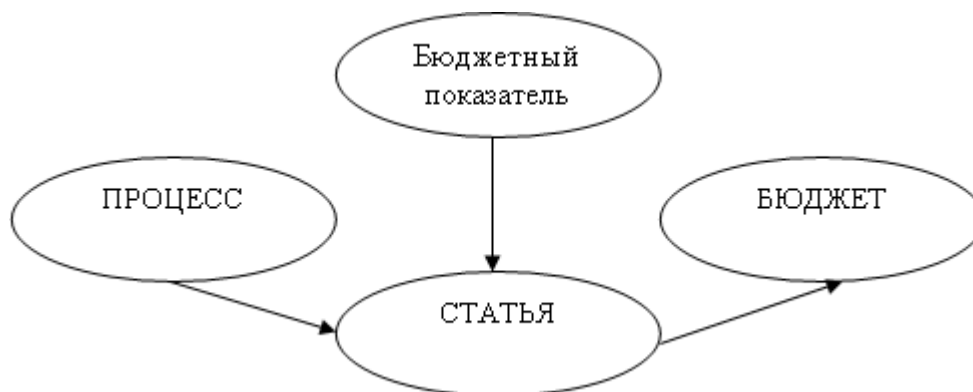 Бюджетный
показатель
ПРОЦЕСС
БЮДЖЕТ
СТАТЬЯ